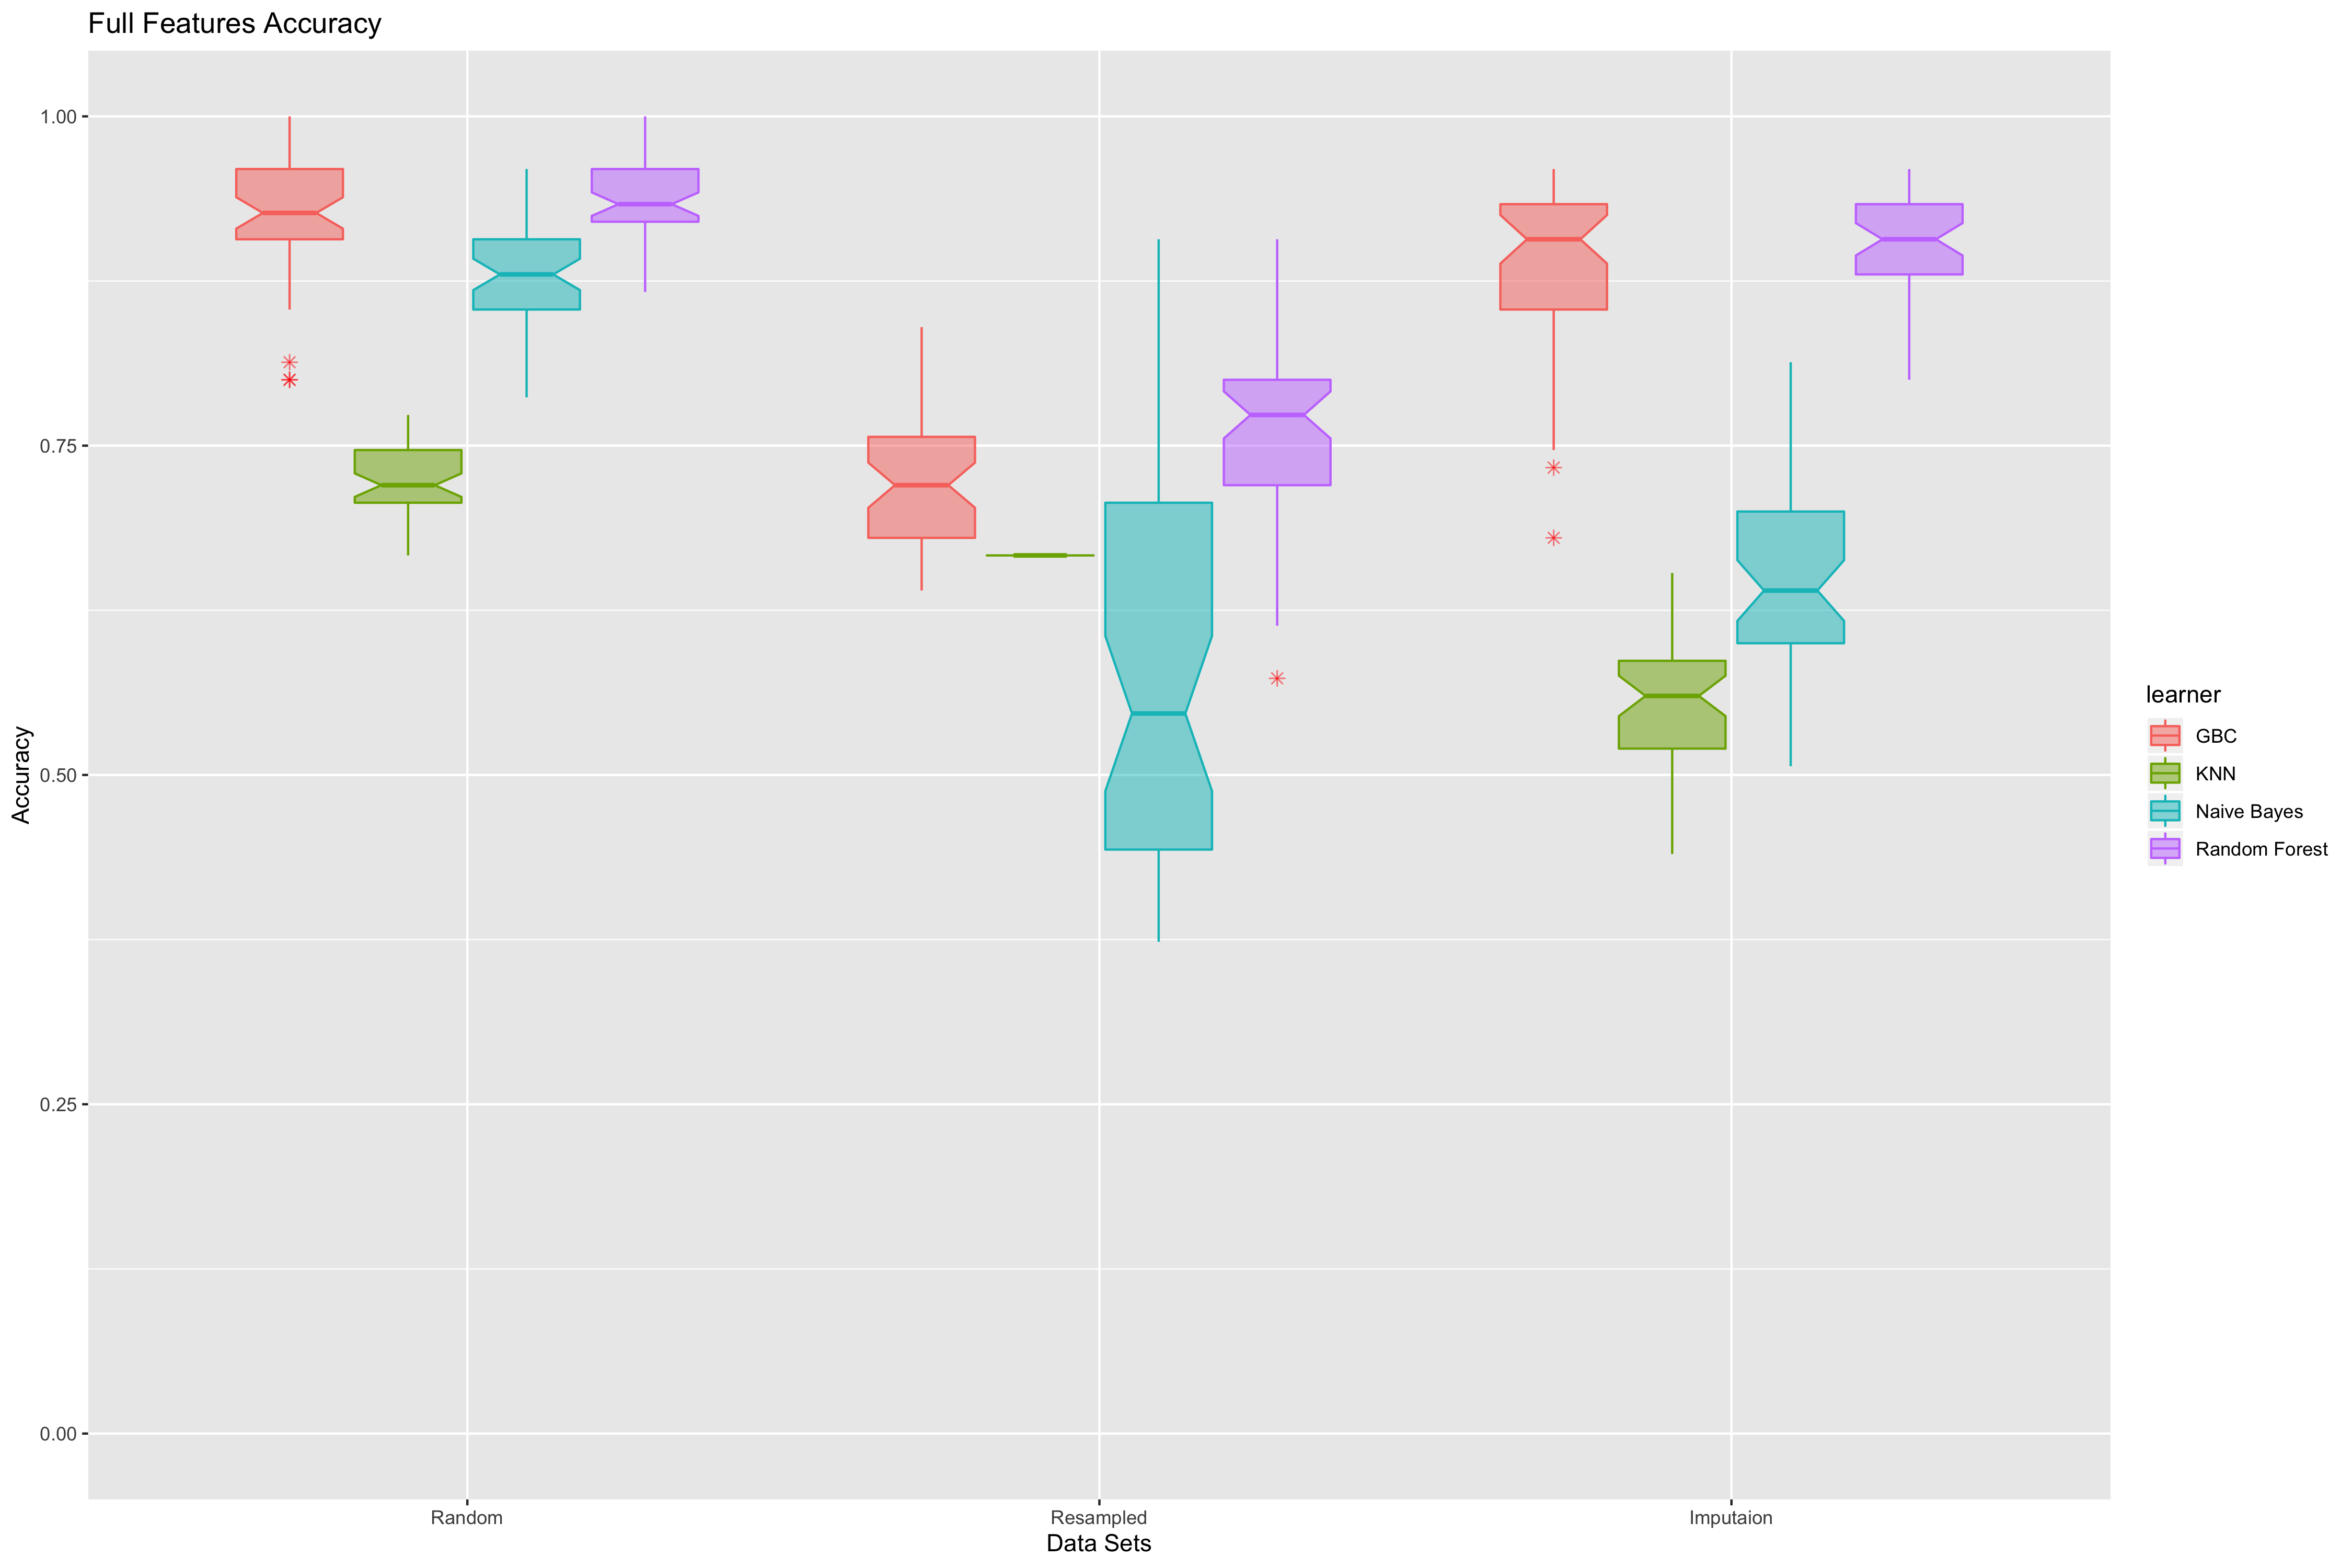 Full Features Accuracy
1.00
0.75
0.50
0.25
0.00
Accuracy
Random
Resampled
Imputaion
Data Sets
learner
GBC
KNN
Naive Bayes
Random Forest